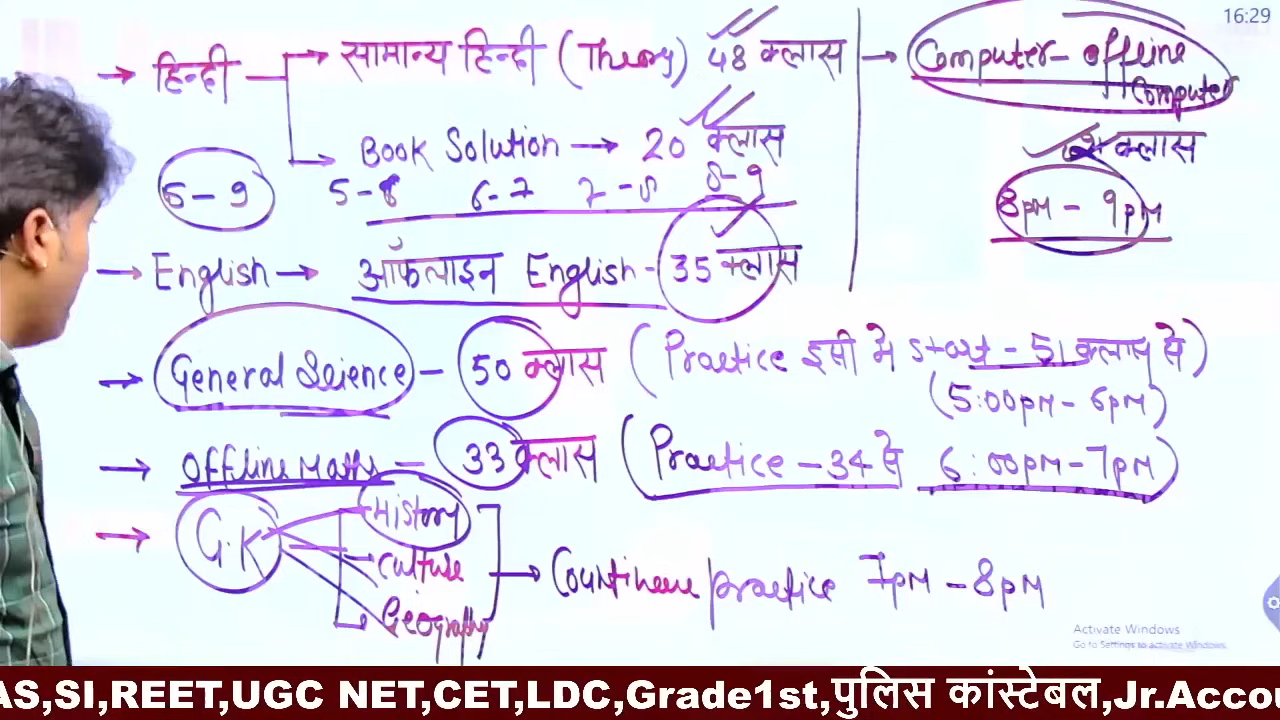 16:29
→ हिन्दी → सामान्य हिन्दी (Theory) 48 क्लास
→ Book Solution → 20 क्लास
5-9 5-6 6-7 7-8 8-9
→ Computer - offline
Computer
क्लास
8PM - 9PM
→ English → ऑफलाइन English - 35 क्लास
→ General Science - 50 क्लास (Practice इसी मे start - 51 क्लास से)
(5:00PM - 6PM)
→ Offline Maths - 33 क्लास (Practice - 34 से 6:00PM - 7PM)
→ G.K History
Culture
Geography
→ Countineue/practice 7PM - 8PM
Activate Windows
Go to Settings to activate Windows.
AS,SI,REET,UGC NET,CET,LDC,Grade1st,पुलिस कांस्टेबल,Jr.Acco